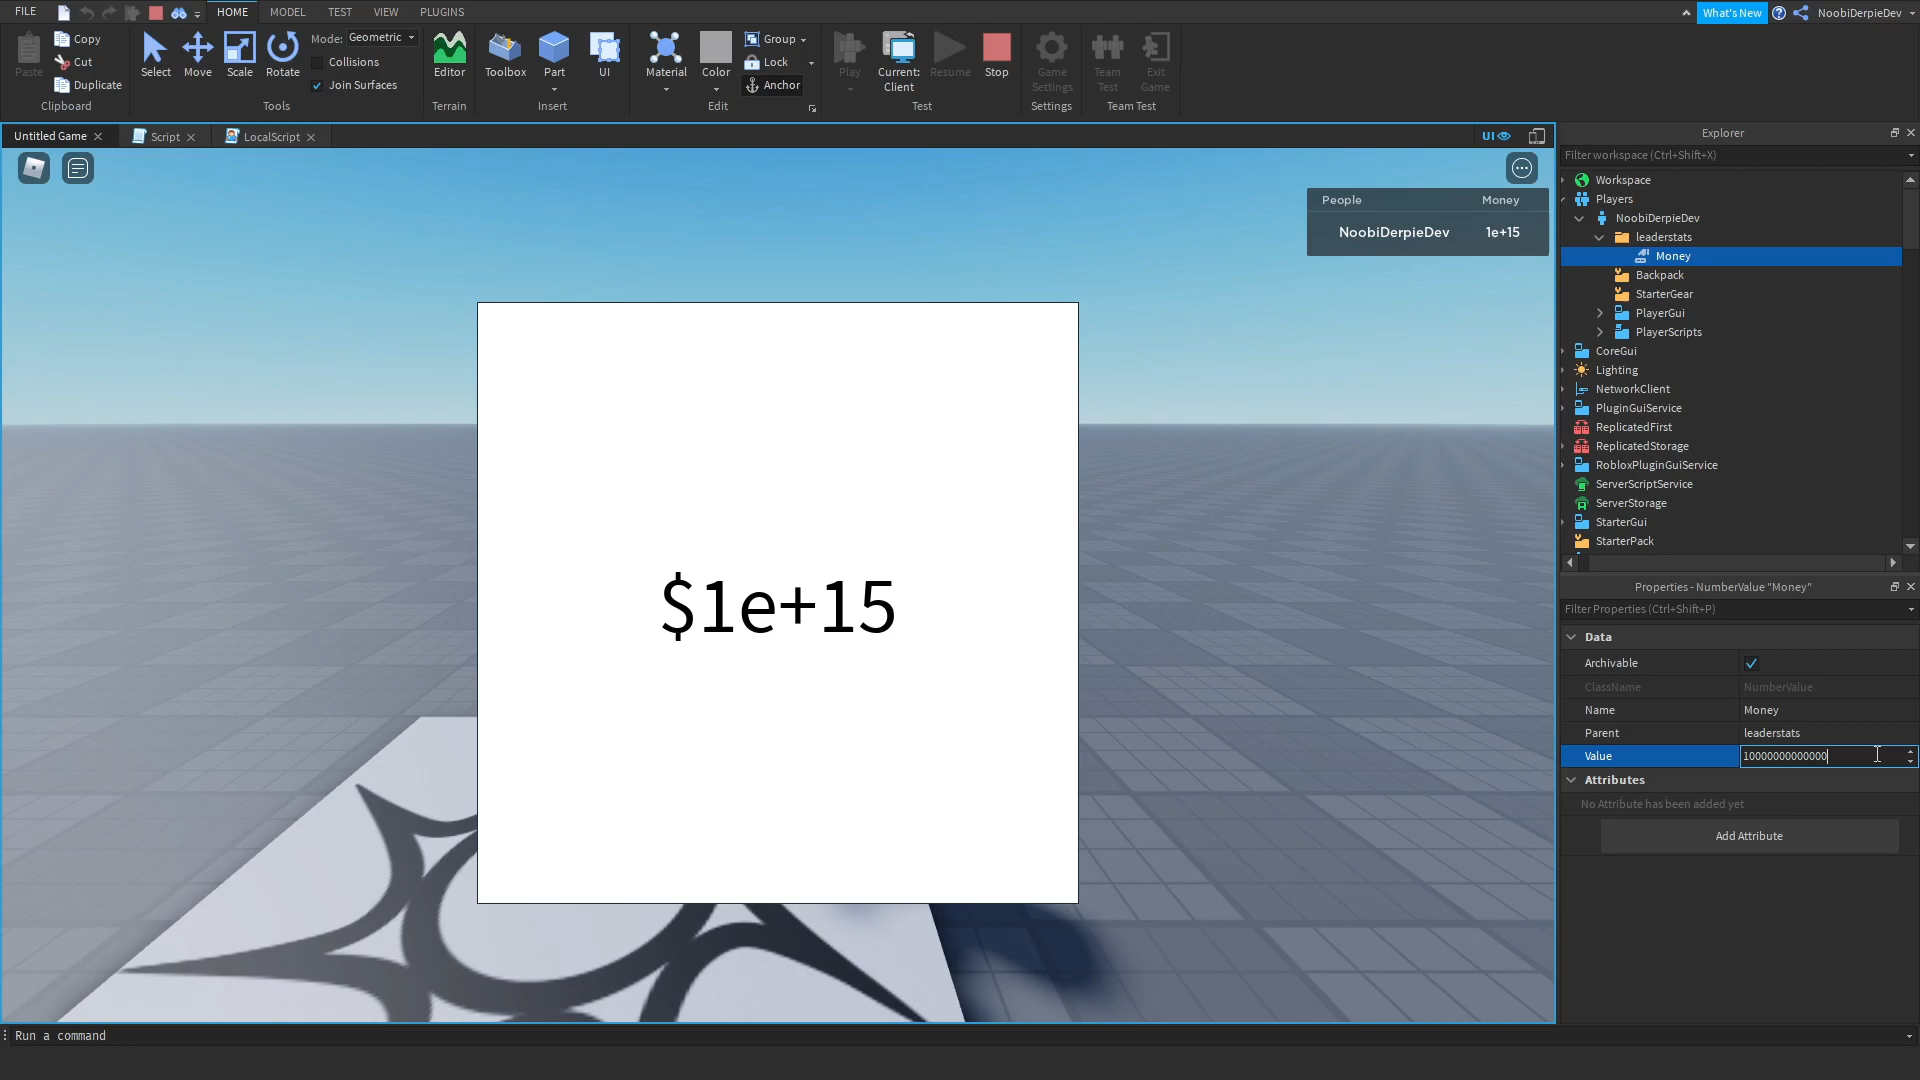 FILE HOME MODEL TEST VIEW PLUGINS What's New NoobiDerpieDev
Paste Copy Cut Duplicate Clipboard
Select Move Scale Rotate Mode: Geometric Collisions Join Surfaces Tools
Editor Terrain
Toolbox Part UI Insert
Material Color Group Lock Anchor Edit
Play Current: Client Resume Stop Test
Game Settings Settings
Team Test Exit Game Team Test
Untitled Game Script LocalScript UI
People Money
NoobiDerpieDev 1e+15
$1e+15
Explorer
Filter workspace (Ctrl+Shift+X)
Workspace
Players
NoobiDerpieDev
leaderstats
Money
Backpack
StarterGear
PlayerGui
PlayerScripts
CoreGui
Lighting
NetworkClient
PluginGuiService
ReplicatedFirst
ReplicatedStorage
RobloxPluginGuiService
ServerScriptService
ServerStorage
StarterGui
StarterPack
Properties - NumberValue "Money"
Filter Properties (Ctrl+Shift+P)
Data
Archivable
ClassName NumberValue
Name Money
Parent leaderstats
Value 10000000000000
Attributes
No Attribute has been added yet
Add Attribute
Run a command